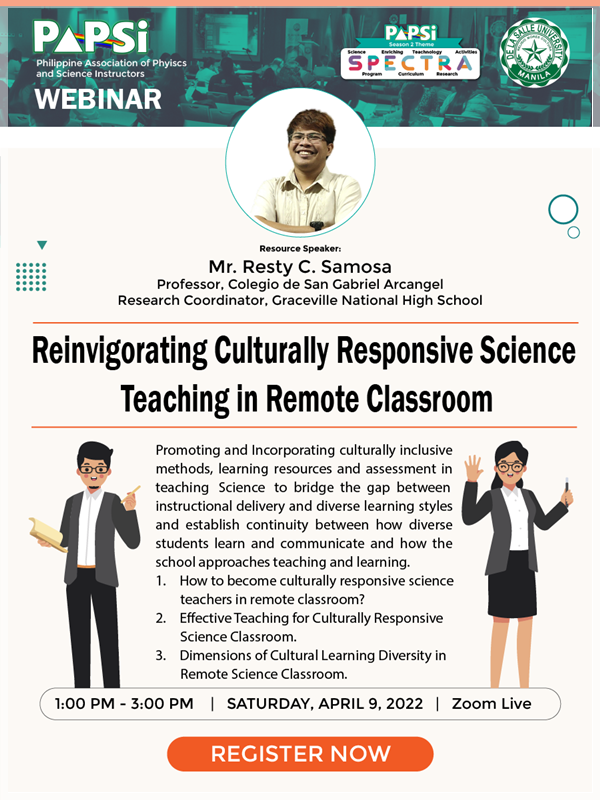 PAPSi
Philippine Association of Phyiscs
and Science Instructors
WEBINAR
PAPSi
Season 2 Theme
Science Enriching Technology Activities
SPECTRA
Program Curriculum Research
DE LA SALLE UNIVERSITY
MANILA
Resource Speaker:
Mr. Resty C. Samosa
Professor, Colegio de San Gabriel Arcangel
Research Coordinator, Graceville National High School
Reinvigorating Culturally Responsive Science
Teaching in Remote Classroom
Promoting and Incorporating culturally inclusive
methods, learning resources and assessment in
teaching Science to bridge the gap between
instructional delivery and diverse learning styles
and establish continuity between how diverse
students learn and communicate and how the
school approaches teaching and learning.
1. How to become culturally responsive science
teachers in remote classroom?
2. Effective Teaching for Culturally Responsive
Science Classroom.
3. Dimensions of Cultural Learning Diversity in
Remote Science Classroom.
1:00 PM - 3:00 PM | SATURDAY, APRIL 9, 2022 | Zoom Live
REGISTER NOW